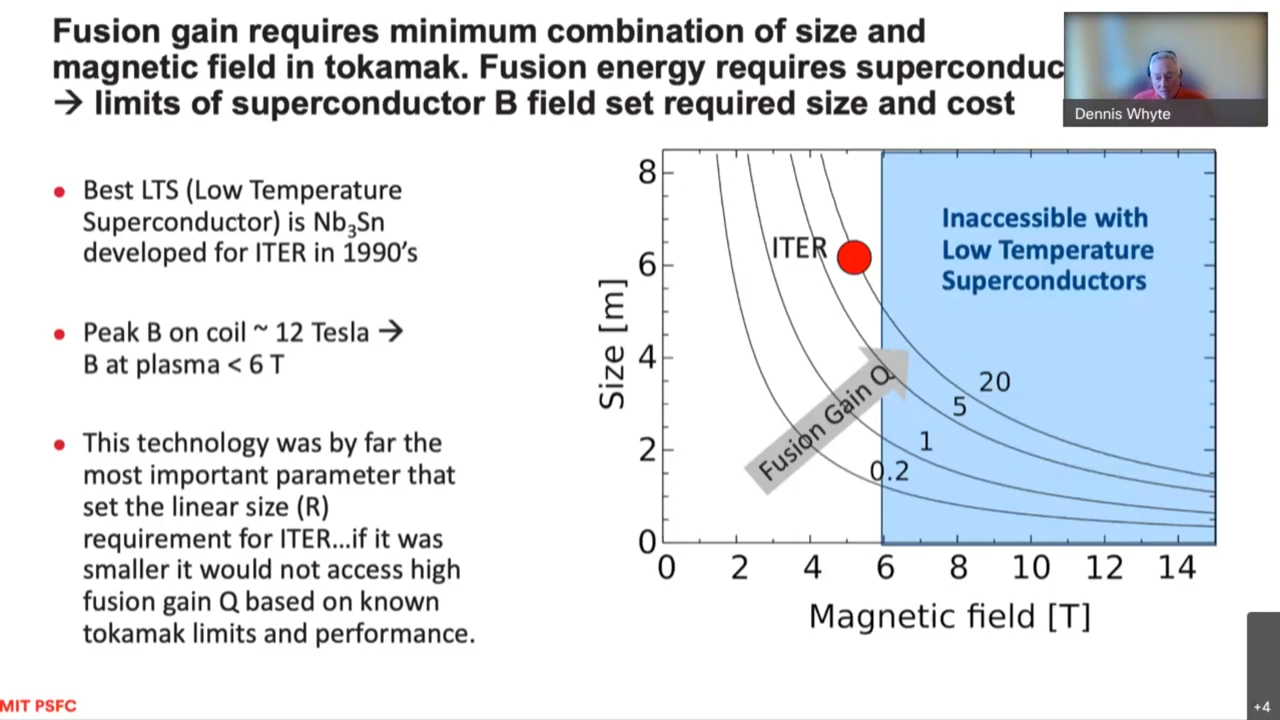 Fusion gain requires minimum combination of size and
magnetic field in tokamak. Fusion energy requires superconduc
→ limits of superconductor B field set required size and cost
Dennis Whyte
• Best LTS (Low Temperature
Superconductor) is Nb₃Sn
developed for ITER in 1990’s
• Peak B on coil ~ 12 Tesla →
B at plasma < 6 T
• This technology was by far the
most important parameter that
set the linear size (R)
requirement for ITER...if it was
smaller it would not access high
fusion gain Q based on known
tokamak limits and performance.
Size [m]
8
6
4
2
0
ITER
Inaccessible with
Low Temperature
Superconductors
Fusion Gain Q
20
5
1
0.2
0 2 4 6 8 10 12 14
Magnetic field [T]
MIT PSFC
+4